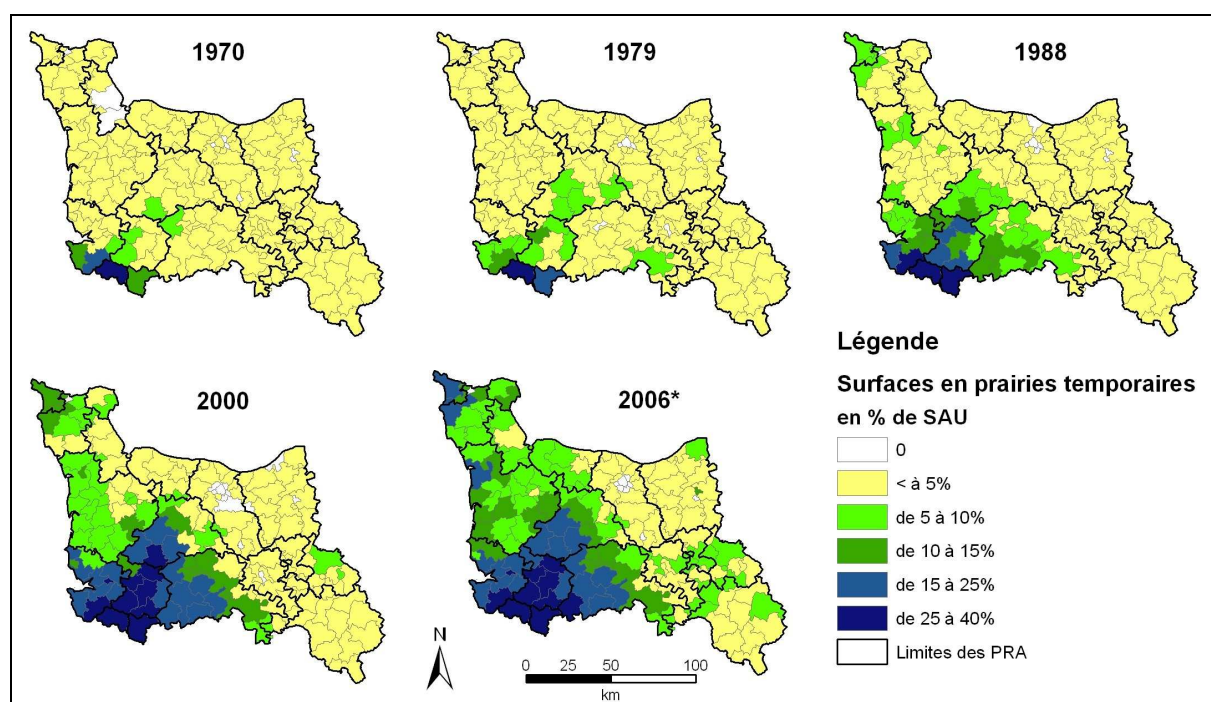 1970
1979
1988
2000
2006*
Légende
Surfaces en prairies temporaires
en % de SAU
0
< à 5%
de 5 à 10%
de 10 à 15%
de 15 à 25%
de 25 à 40%
Limites des PRA
N
0 25 50 100
km